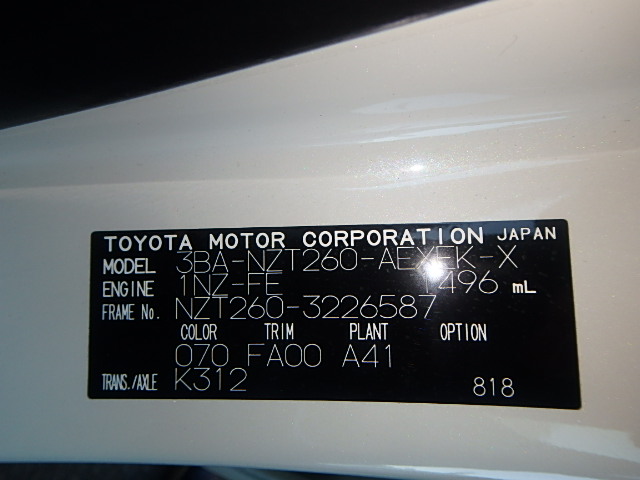 TOYOTA MOTOR CORPORATION JAPAN
MODEL 3BA-NZT260-AEXEK-X
ENGINE 1NZ-FE 1496 mL
FRAME No. NZT260-3226587
COLOR TRIM PLANT OPTION
070 FA00 A41
TRANS./AXLE K312 818